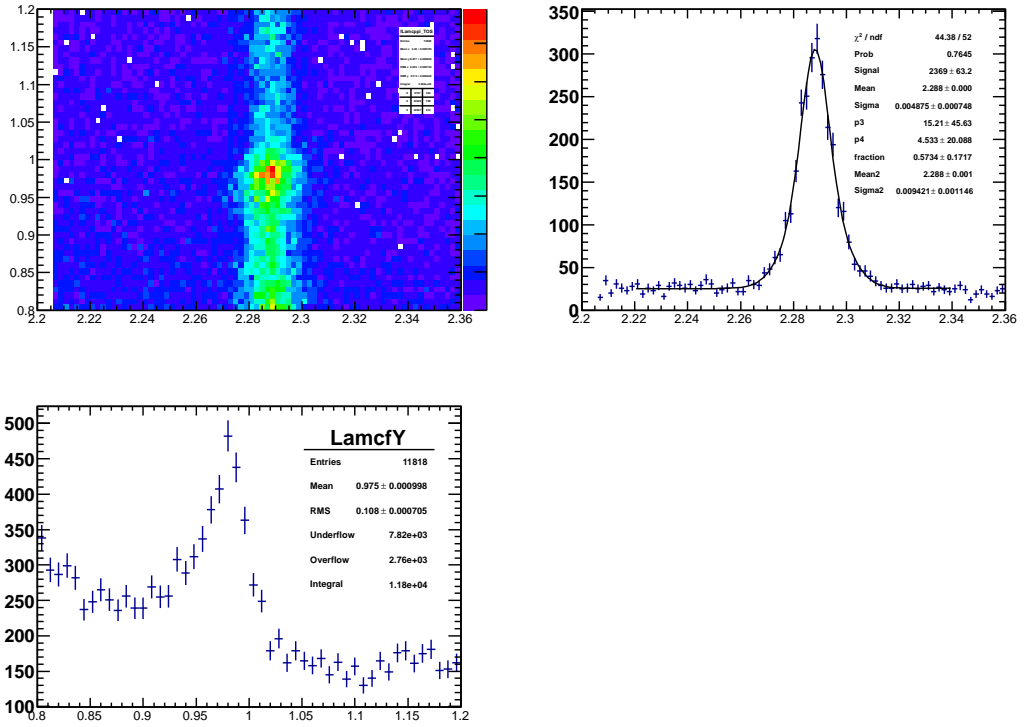 1.2
1.15
1.1
1.05
1
0.95
0.9
0.85
0.8
2.2 2.22 2.24 2.26 2.28 2.3 2.32 2.34 2.36
350
300
250
200
150
100
50
0
2.2 2.22 2.24 2.26 2.28 2.3 2.32 2.34 2.36
χ² / ndf 44.38 / 52
Prob 0.7645
Signal 2369 ± 63.2
Mean 2.288 ± 0.000
Sigma 0.004875 ± 0.000748
p3 15.21 ± 45.63
p4 4.533 ± 20.088
fraction 0.5734 ± 0.1717
Mean2 2.288 ± 0.001
Sigma2 0.009421 ± 0.001146
500
450
400
350
300
250
200
150
100
0.8 0.85 0.9 0.95 1 1.05 1.1 1.15 1.2
LamcfY
Entries 11818
Mean 0.975 ± 0.000998
RMS 0.108 ± 0.000705
Underflow 7.82e+03
Overflow 2.76e+03
Integral 1.18e+04